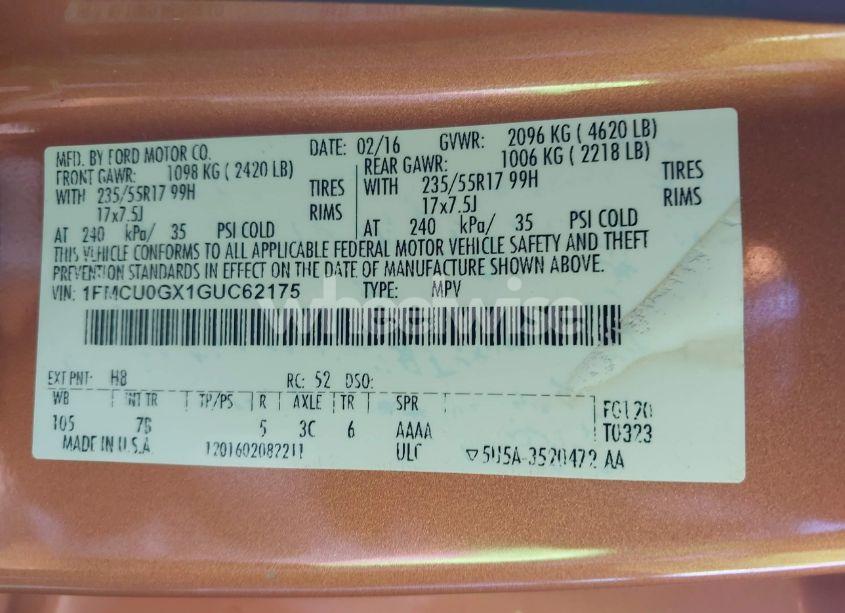 MFD. BY FORD MOTOR CO. DATE: 02/16 GVWR: 2096 KG ( 4620 LB)
FRONT GAWR: 1098 KG ( 2420 LB) REAR GAWR: 1006 KG ( 2218 LB)
WITH 235/55R17 99H TIRES WITH 235/55R17 99H TIRES
17x7.5J RIMS 17x7.5J RIMS
AT 240 kPa/ 35 PSI COLD AT 240 kPa/ 35 PSI COLD
THIS VEHICLE CONFORMS TO ALL APPLICABLE FEDERAL MOTOR VEHICLE SAFETY AND THEFT
PREVENTION STANDARDS IN EFFECT ON THE DATE OF MANUFACTURE SHOWN ABOVE.
VIN: 1FMCU0GX1GUC62175 TYPE: MPV
wheelwise
EXT PNT: H8 RC: 52 DSO:
WB INT TR TP/PS R AXLE TR SPR
105 7S 5 3C 6 AAAA
MADE IN U.S.A. 1201602082211 ULC
F0120
T0323
▽5U5A-3520472 AA